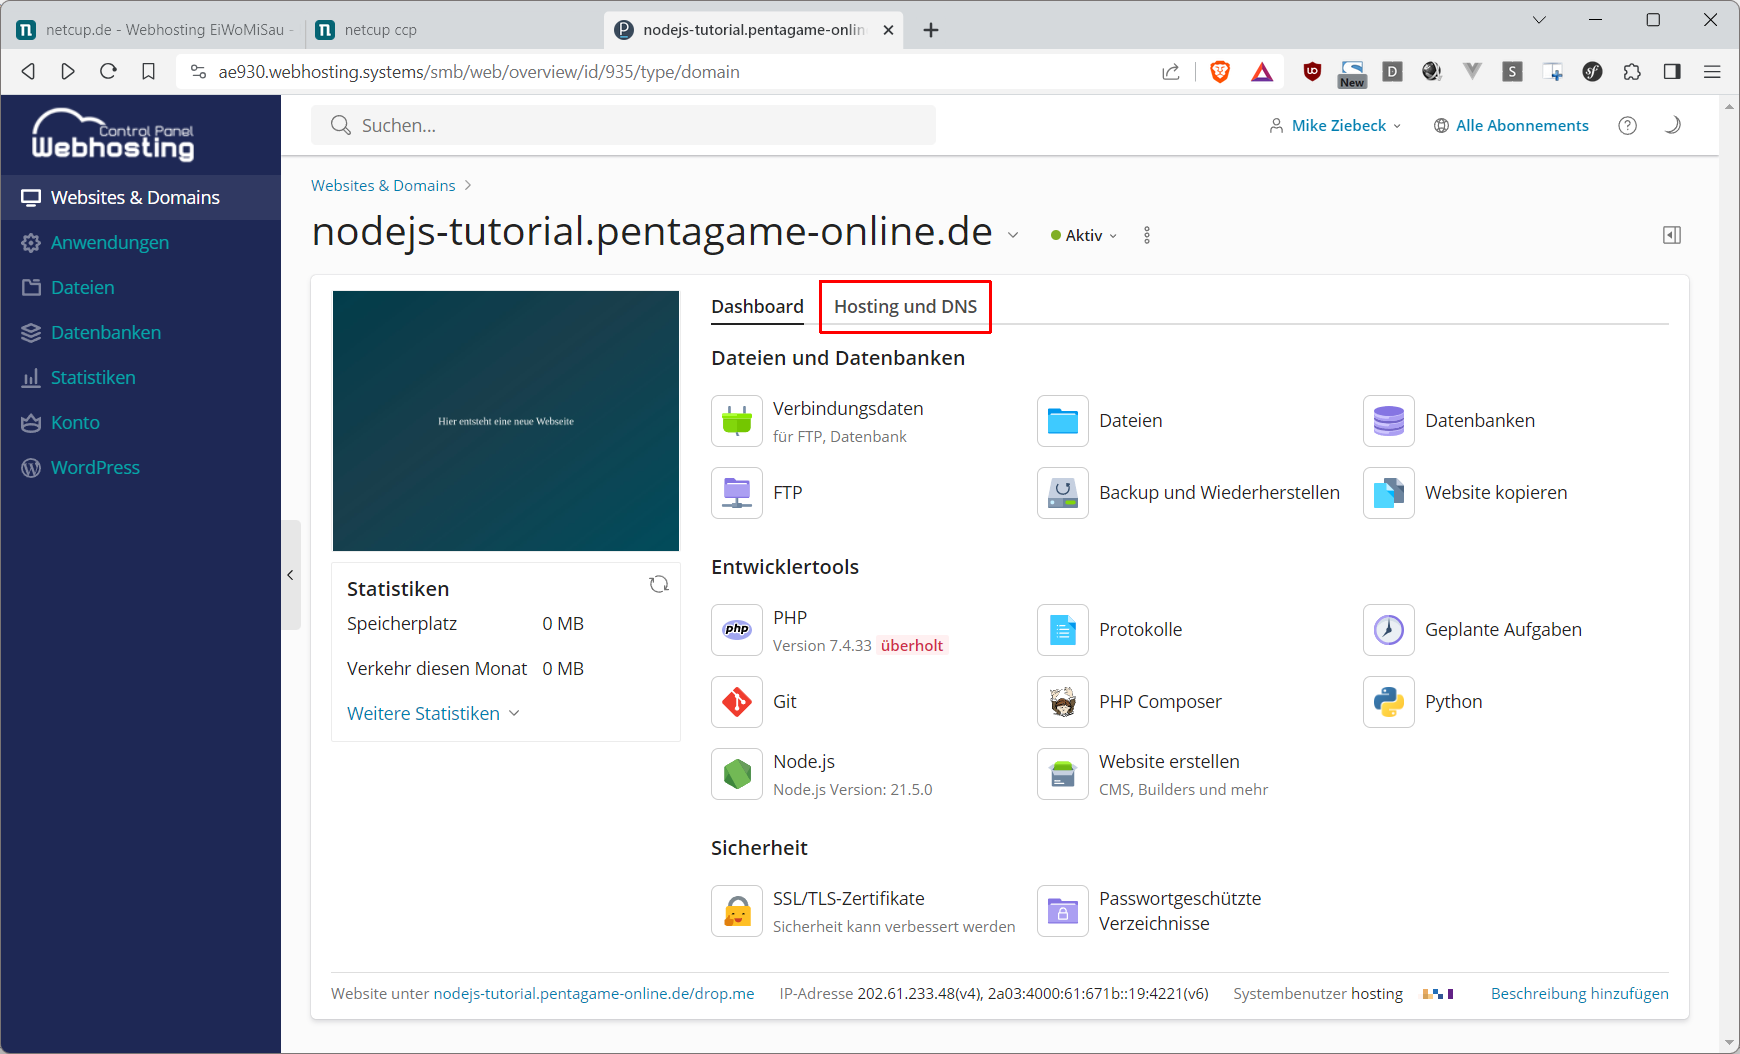 netcup.de - Webhosting EiWoMiSau -
netcup ccp
nodejs-tutorial.pentagame-onlin
ae930.webhosting.systems/smb/web/overview/id/935/type/domain
New
Control Panel
Webhosting
Suchen...
Mike Ziebeck
Alle Abonnements
Websites & Domains
Anwendungen
Dateien
Datenbanken
Statistiken
Konto
WordPress
Websites & Domains
nodejs-tutorial.pentagame-online.de
Aktiv
Hier entsteht eine neue Webseite
Statistiken
Speicherplatz 0 MB
Verkehr diesen Monat 0 MB
Weitere Statistiken
Dashboard
Hosting und DNS
Dateien und Datenbanken
Verbindungsdaten
für FTP, Datenbank
Dateien
Datenbanken
FTP
Backup und Wiederherstellen
Website kopieren
Entwicklertools
php
PHP
Version 7.4.33 überholt
Protokolle
Geplante Aufgaben
Git
PHP Composer
Python
Node.js
Node.js Version: 21.5.0
Website erstellen
CMS, Builders und mehr
Sicherheit
SSL/TLS-Zertifikate
Sicherheit kann verbessert werden
Passwortgeschützte
Verzeichnisse
Website unter nodejs-tutorial.pentagame-online.de/drop.me
IP-Adresse 202.61.233.48(v4), 2a03:4000:61:671b::19:4221(v6)
Systembenutzer hosting
Beschreibung hinzufügen